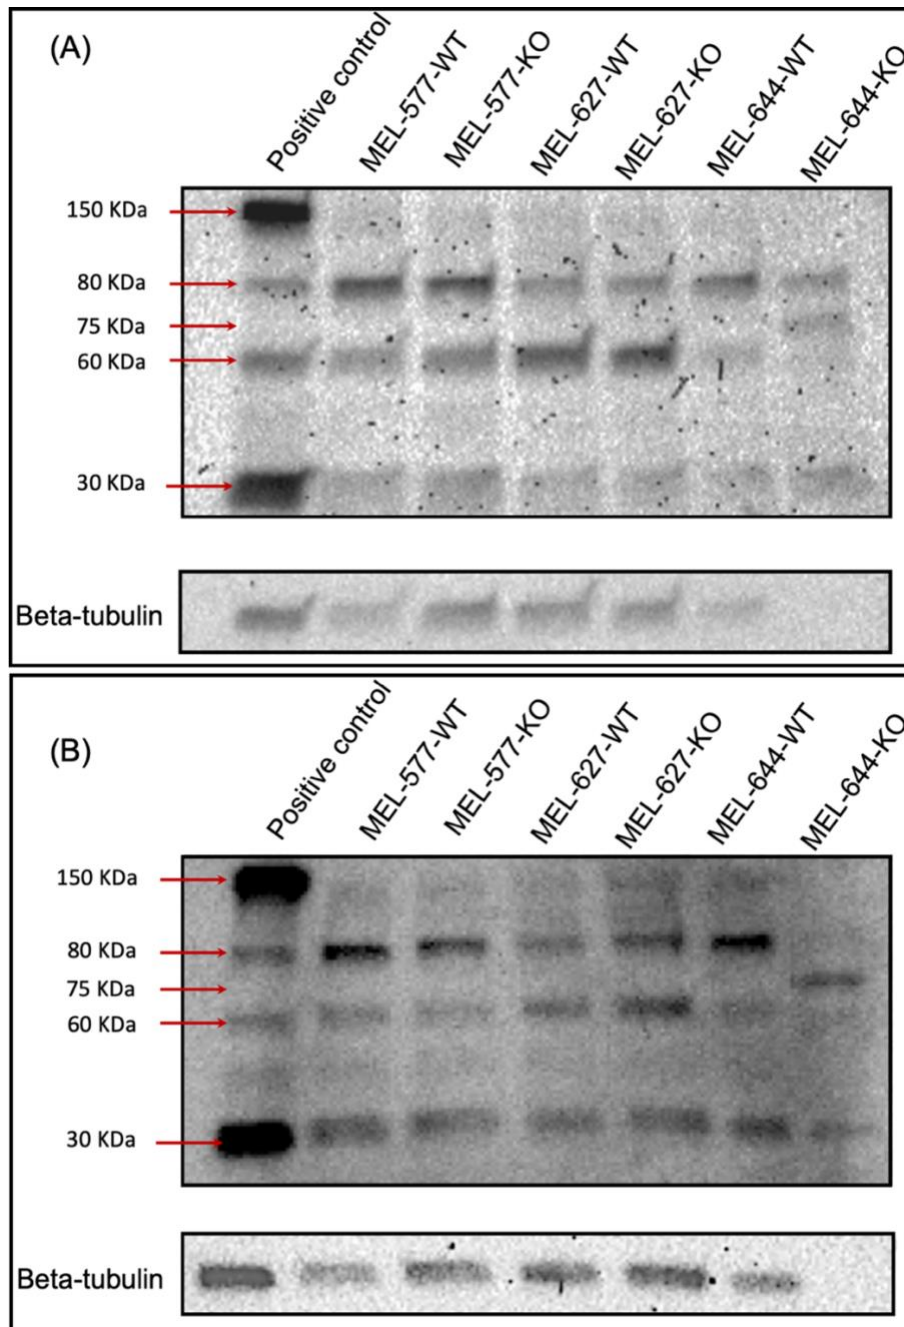 (A)
Positive control
MEL-577-WT
MEL-577-KO
MEL-627-WT
MEL-627-KO
MEL-644-WT
MEL-644-KO
150 KDa
80 KDa
75 KDa
60 KDa
30 KDa
Beta-tubulin
(B)
Positive control
MEL-577-WT
MEL-577-KO
MEL-627-WT
MEL-627-KO
MEL-644-WT
MEL-644-KO
150 KDa
80 KDa
75 KDa
60 KDa
30 KDa
Beta-tubulin